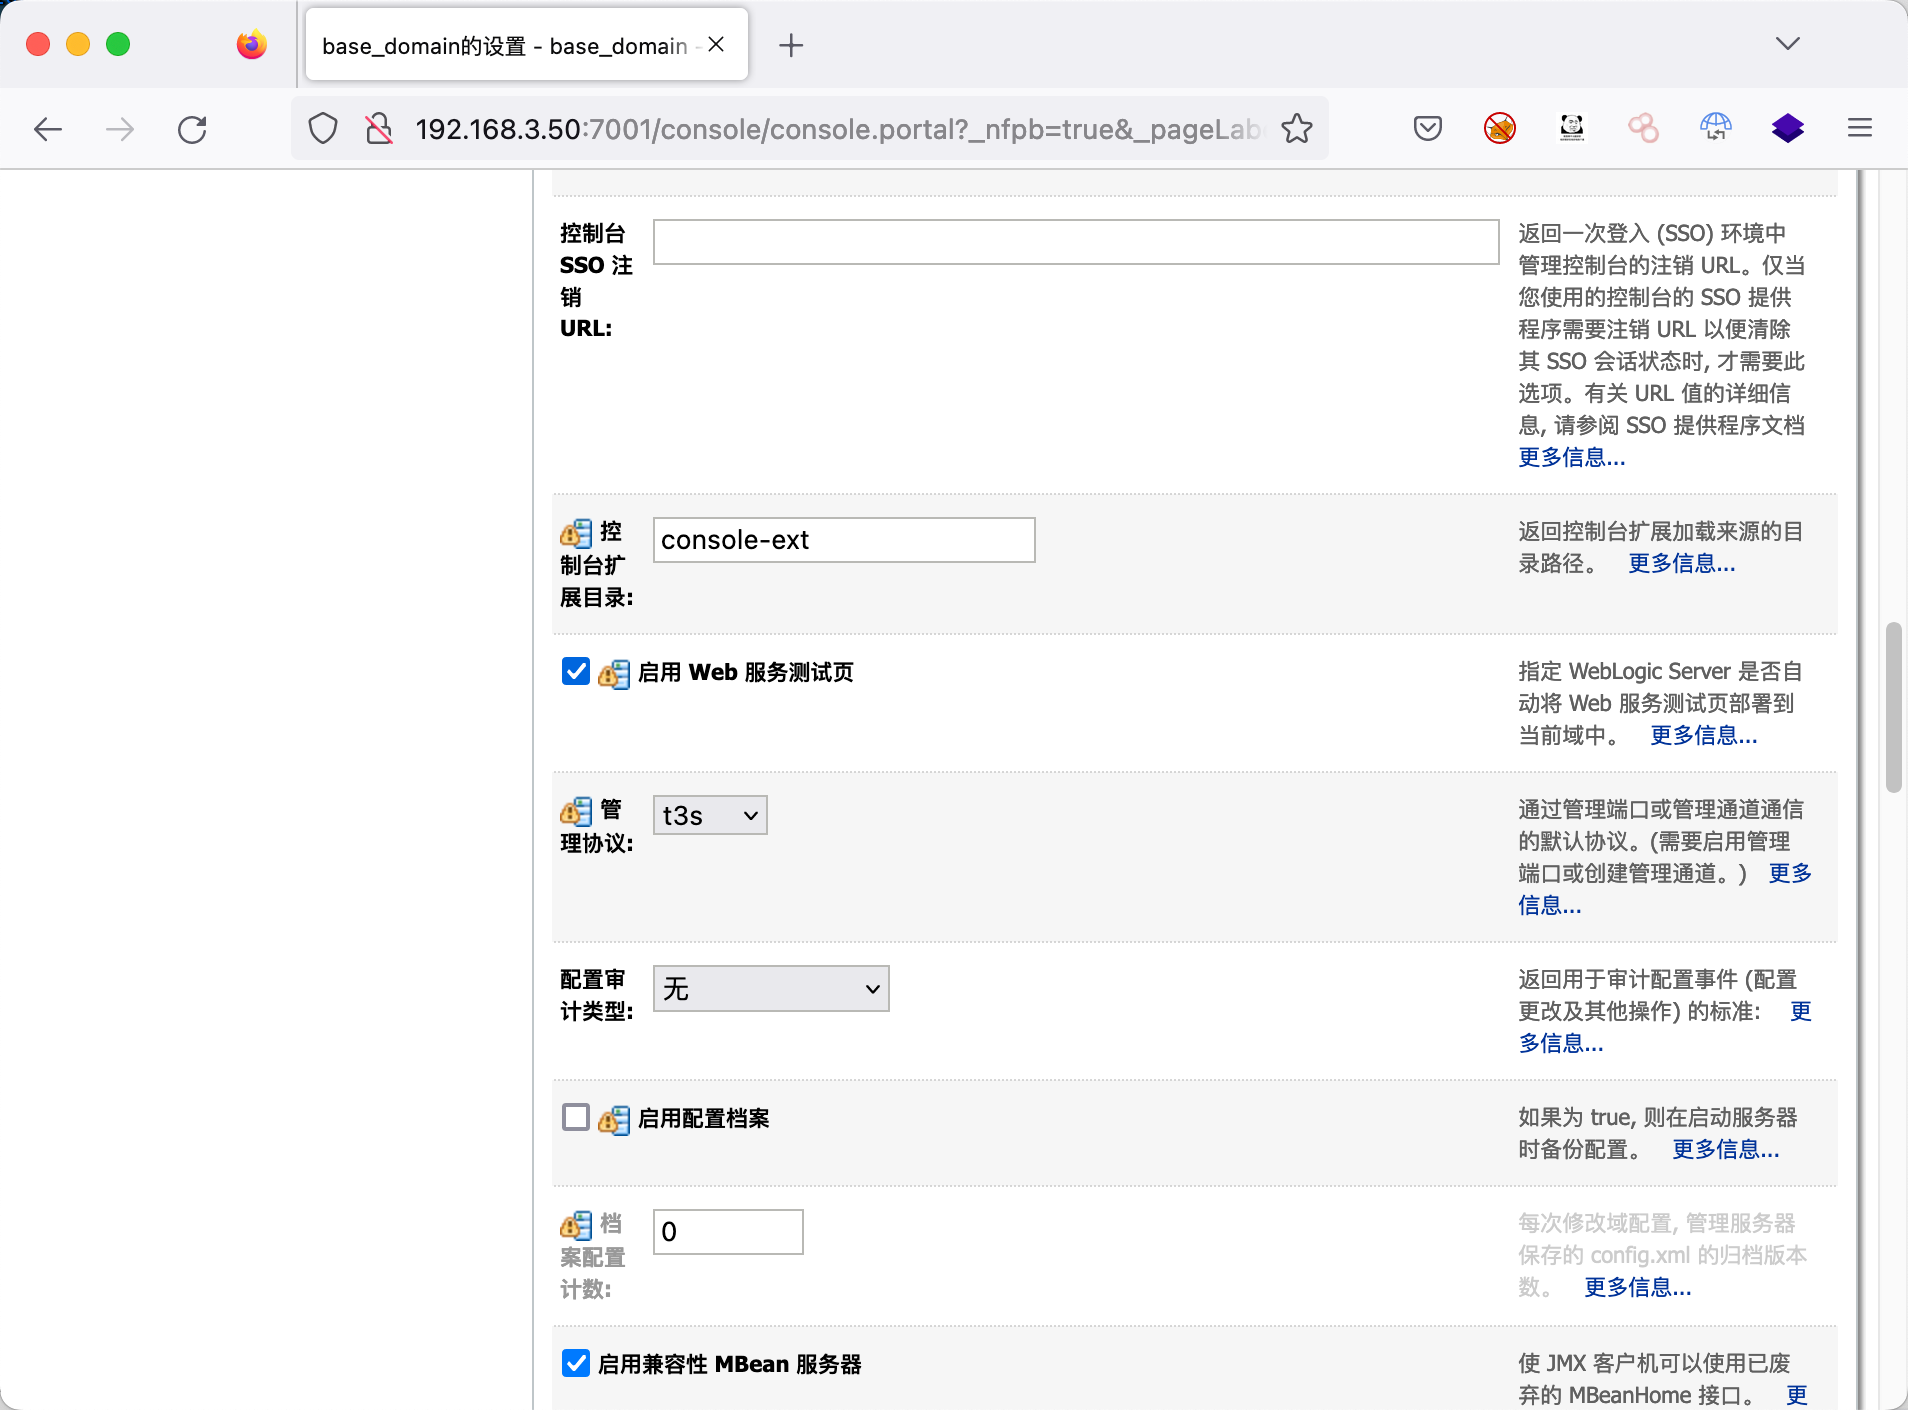 base_domain的设置 - base_domain -
192.168.3.50:7001/console/console.portal?_nfpb=true&_pageLab
控制台
SSO 注
销
URL:
返回一次登入 (SSO) 环境中
管理控制台的注销 URL。仅当
您使用的控制台的 SSO 提供
程序需要注销 URL 以便清除
其 SSO 会话状态时, 才需要此
选项。有关 URL 值的详细信
息, 请参阅 SSO 提供程序文档
更多信息...
控
制台扩
展目录:
console-ext
返回控制台扩展加载来源的目
录路径。 更多信息...
启用 Web 服务测试页
指定 WebLogic Server 是否自
动将 Web 服务测试页部署到
当前域中。 更多信息...
管
理协议:
t3s
通过管理端口或管理通道通信
的默认协议。(需要启用管理
端口或创建管理通道。) 更多
信息...
配置审
计类型:
无
返回用于审计配置事件 (配置
更改及其他操作) 的标准: 更
多信息...
启用配置档案
如果为 true, 则在启动服务器
时备份配置。 更多信息...
档
案配置
计数:
0
每次修改域配置, 管理服务器
保存的 config.xml 的归档版本
数。 更多信息...
启用兼容性 MBean 服务器
使 JMX 客户机可以使用已废
弃的 MBeanHome 接口。 更